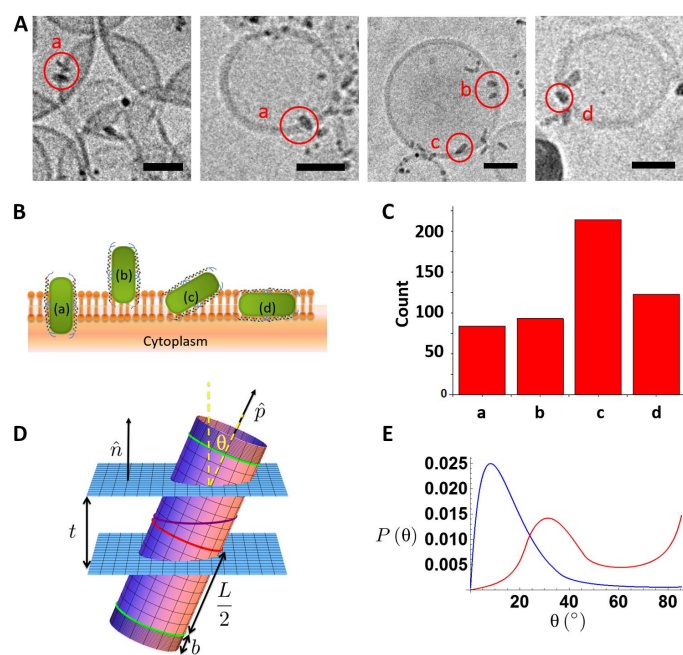 A
a
a
b
c
d
B
C
(a)
(b)
(c)
(d)
Cytoplasm
Count
200
150
100
50
0
a b c d
D
n̂
p̂
θ
t
L
2
b
E
P (θ)
0.025
0.020
0.015
0.010
0.005
20 40 60 80
θ (°)